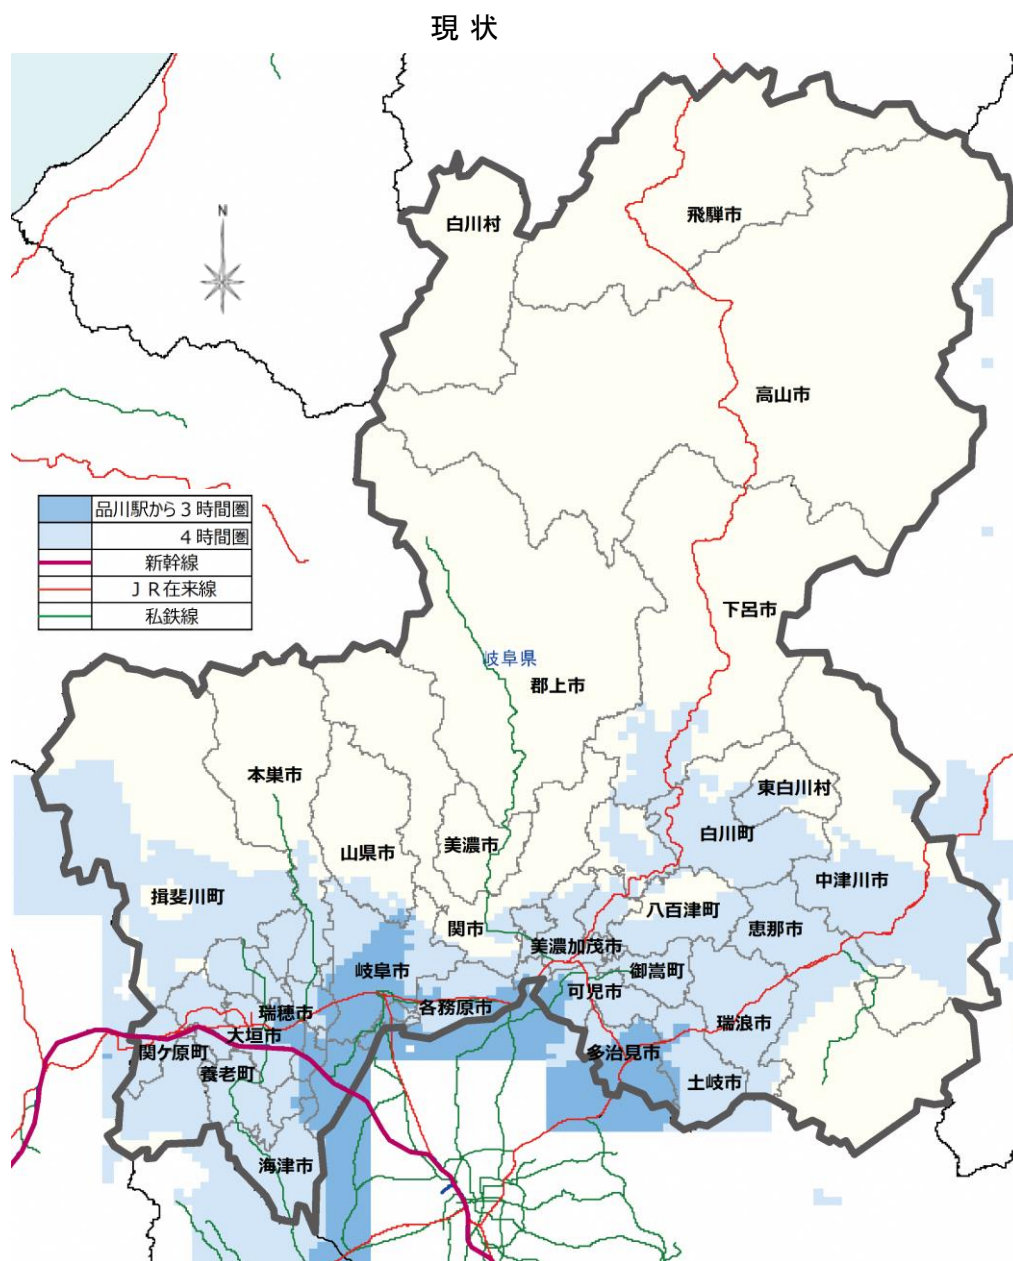 現 状
N
白川村
飛騨市
高山市
品川駅から３時間圏
４時間圏
新幹線
ＪＲ在来線
私鉄線
下呂市
岐阜県
郡上市
本巣市
東白川村
白川町
山県市
美濃市
中津川市
揖斐川町
八百津町
関市
恵那市
美濃加茂市
岐阜市
御嵩町
可児市
各務原市
瑞穂市
瑞浪市
大垣市
関ケ原町
多治見市
養老町
土岐市
海津市